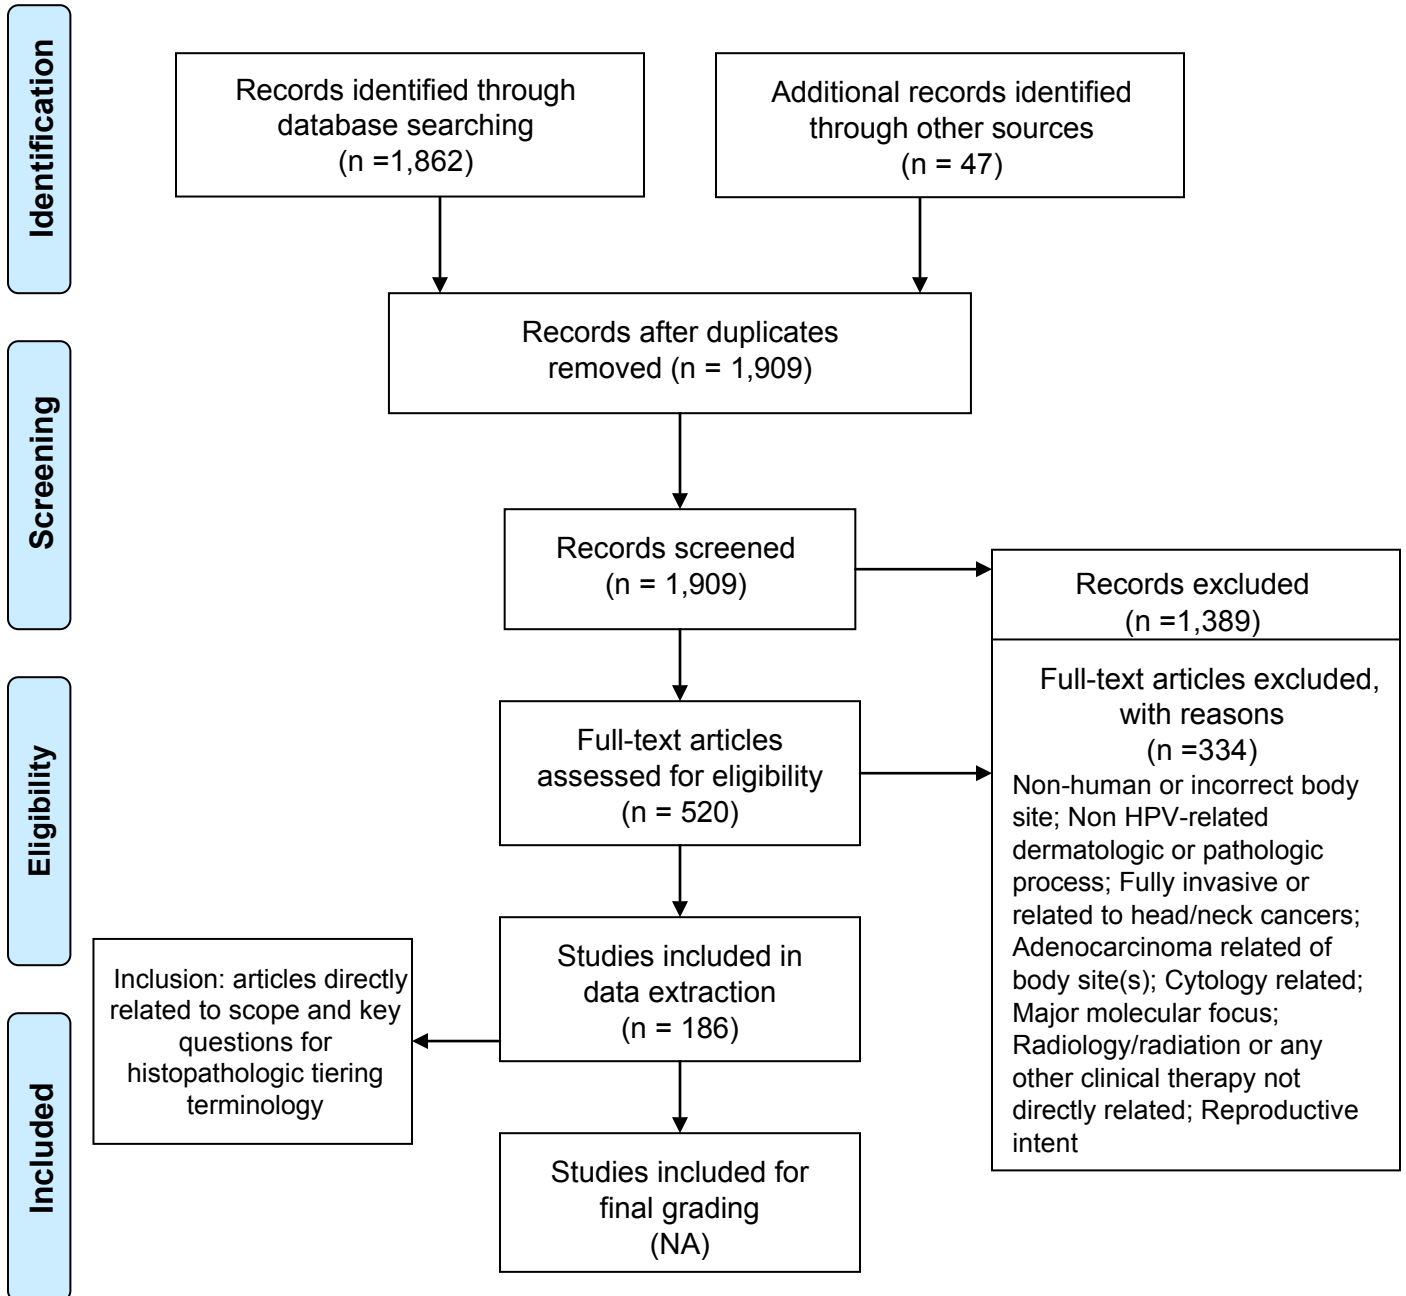 Identification
Records identified through
database searching
(n =1,862)
Additional records identified
through other sources
(n = 47)
Records after duplicates
removed (n = 1,909)
Screening
Records screened
(n = 1,909)
Records excluded
(n =1,389)
Eligibility
Full-text articles
assessed for eligibility
(n = 520)
Full-text articles excluded,
with reasons
(n =334)
Non-human or incorrect body
site; Non HPV-related
dermatologic or pathologic
process; Fully invasive or
related to head/neck cancers;
Adenocarcinoma related of
body site(s); Cytology related;
Major molecular focus;
Radiology/radiation or any
other clinical therapy not
directly related; Reproductive
intent
Studies included in
data extraction
(n = 186)
Inclusion: articles directly
related to scope and key
questions for
histopathologic tiering
terminology
Included
Studies included for
final grading
(NA)